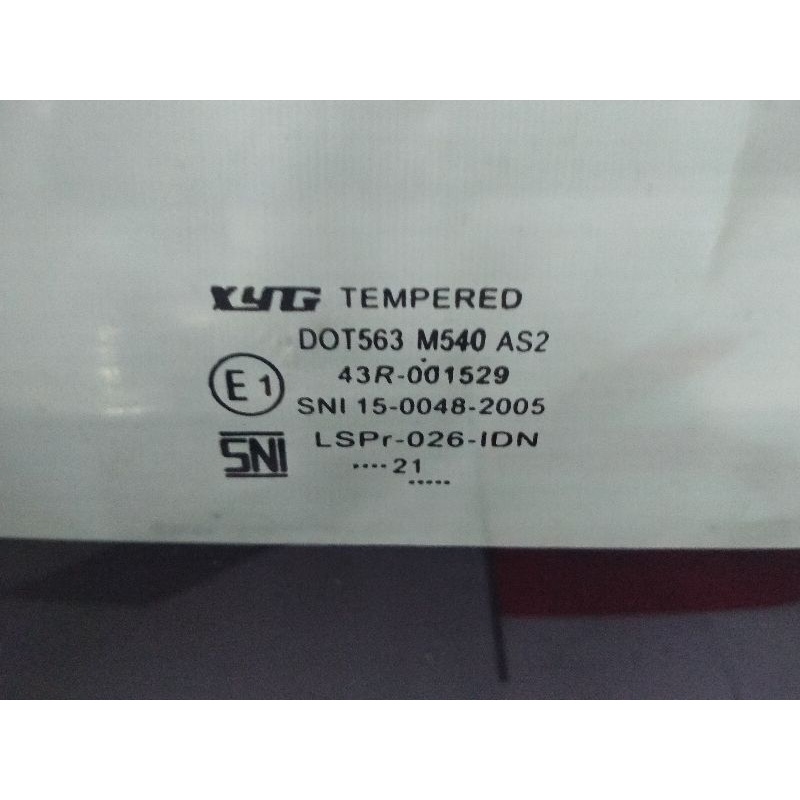 XYG TEMPERED
DOT563 M540 AS2
E1
43R-001529
SNI 15-0048-2005
SNI
LSPr-026-IDN
....21.....